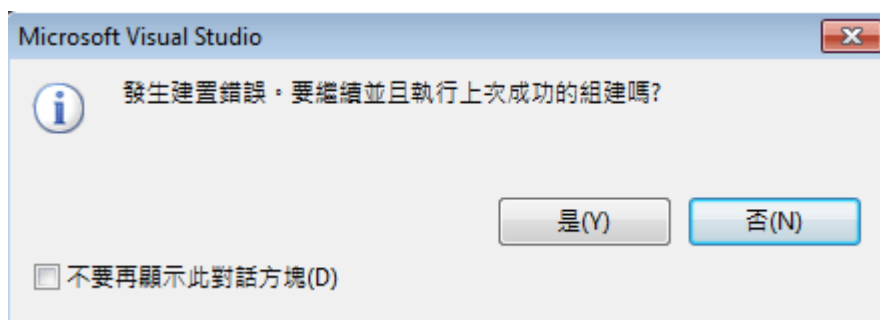 Microsoft Visual Studio
發生建置錯誤。要繼續並且執行上次成功的組建嗎?
是(Y)
否(N)
不要再顯示此對話方塊(D)